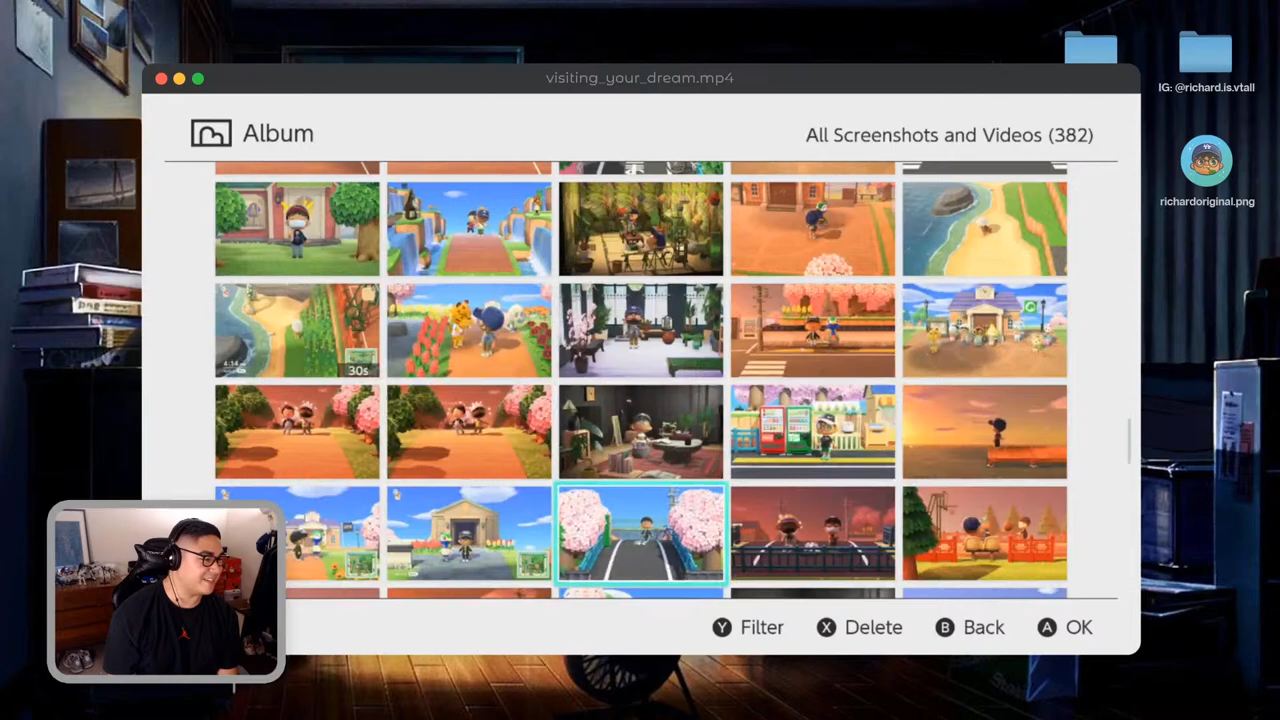 visiting_your_dream.mp4
IG: @richard.is.vtall
richardoriginal.png
Album
All Screenshots and Videos (382)
30s
Y Filter
X Delete
B Back
A OK